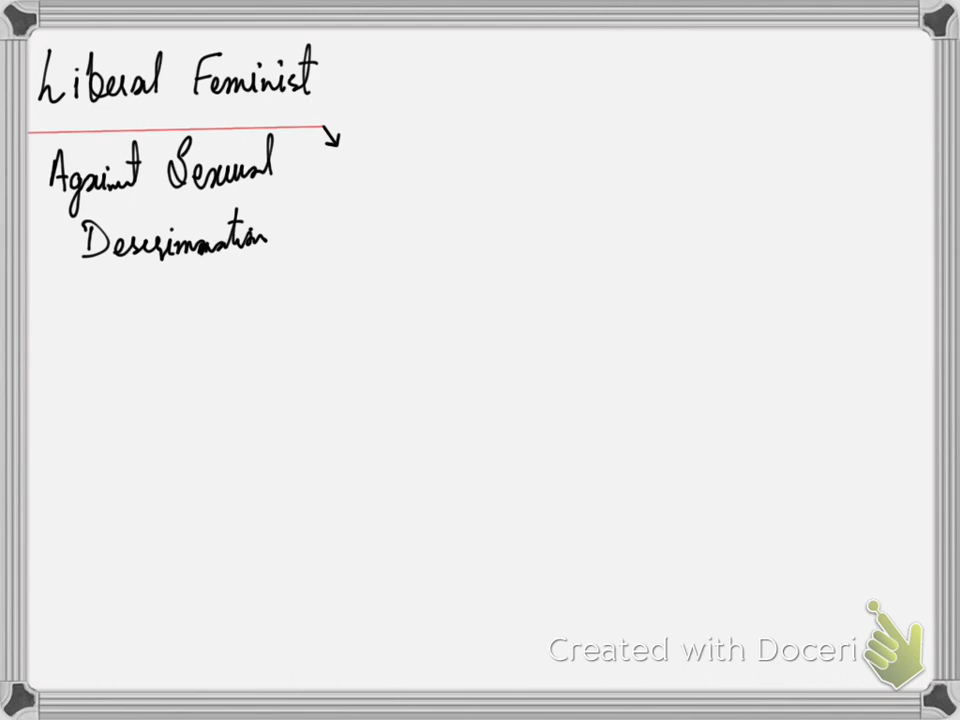 Liberal Feminist
Against Sexual
Descrimination
Created with Doceri